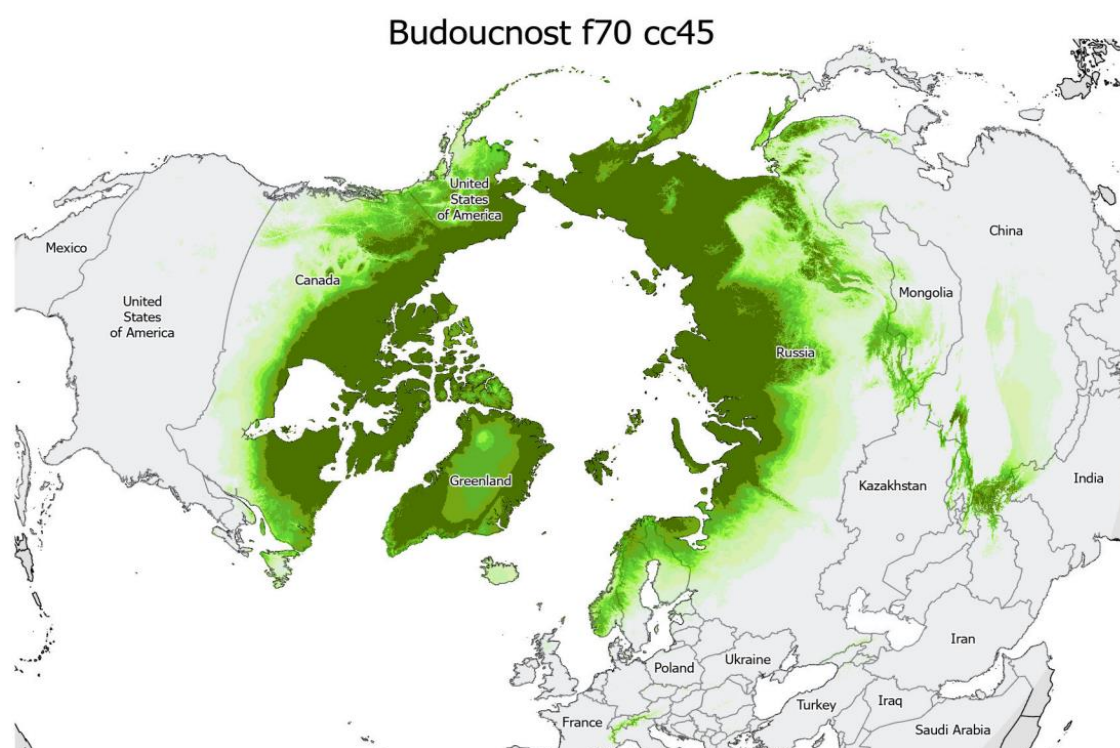 Budoucnost f70 cc45
United
States
of America
Mexico
China
Canada
Mongolia
United
States
of America
Russia
Greenland
Kazakhstan
India
Iran
Poland
Ukraine
Turkey
Iraq
France
Saudi Arabia